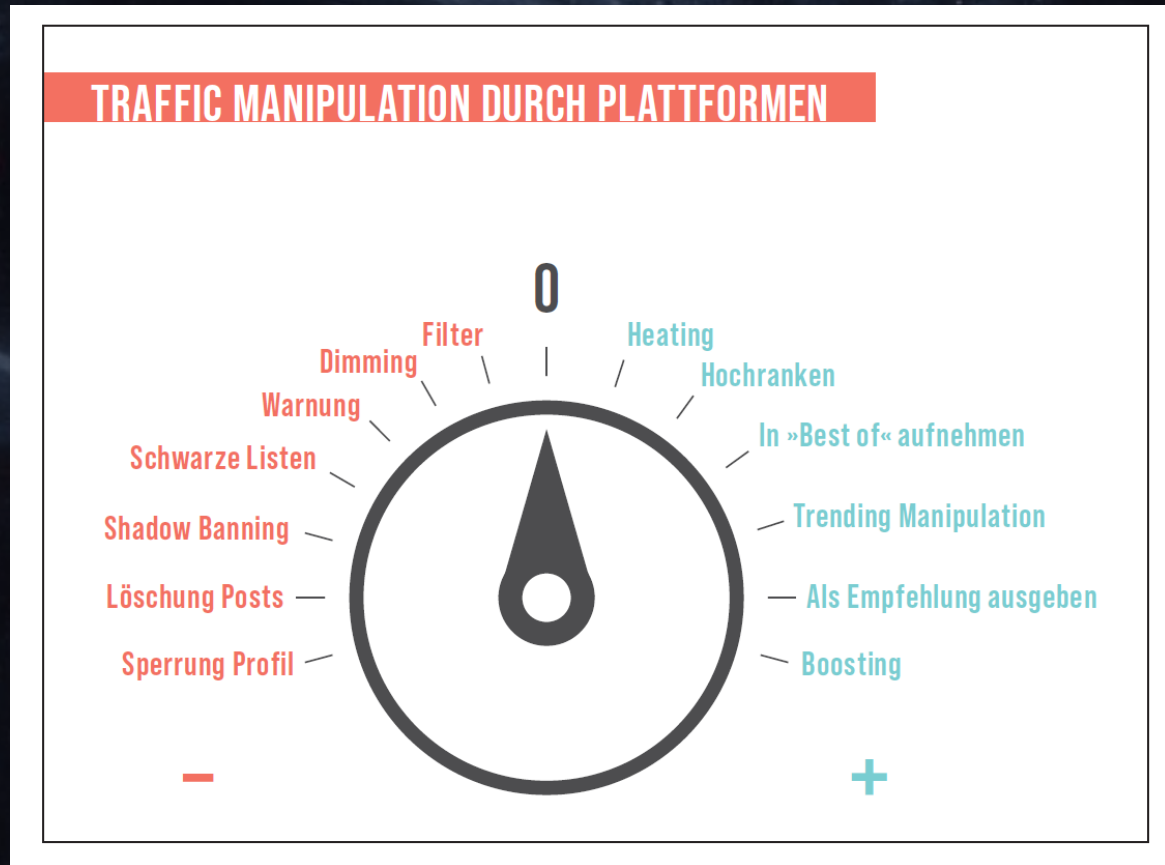 TRAFFIC MANIPULATION DURCH PLATTFORMEN
0
Filter
Dimming
Warnung
Schwarze Listen
Shadow Banning
Löschung Posts
Sperrung Profil
Heating
Hochranken
In »Best of« aufnehmen
Trending Manipulation
Als Empfehlung ausgeben
Boosting
–
+